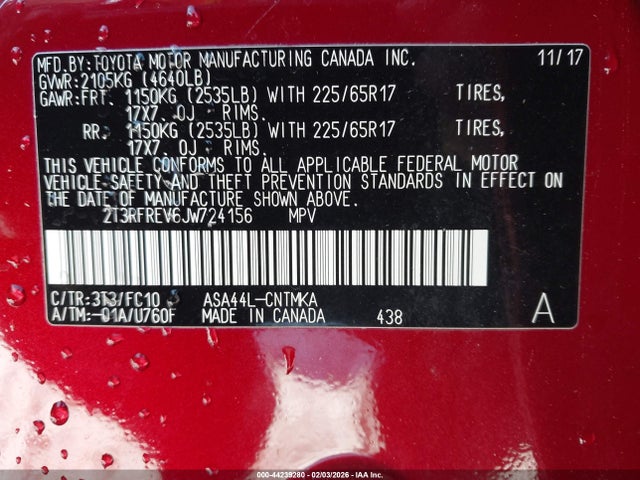 MFD.BY:TOYOTA MOTOR MANUFACTURING CANADA INC. 11/17
GVWR:2105KG (4640LB)
GAWR:FRT. 1150KG (2535LB) WITH 225/65R17 TIRES,
17X7. 0J RIMS.
RR. 1150KG (2535LB) WITH 225/65R17 TIRES,
17X7. 0J RIMS.
THIS VEHICLE CONFORMS TO ALL APPLICABLE FEDERAL MOTOR
VEHICLE SAFETY AND THEFT PREVENTION STANDARDS IN EFFECT ON
THE DATE OF MANUFACTURE SHOWN ABOVE.
2T3RFREV6JW724156 MPV
C/TR:3T3/FC10 ASA44L-CNTMKA
A/TM:-01A/U760F MADE IN CANADA 438 A
000-44239280 - 02/03/2026 - IAA Inc.